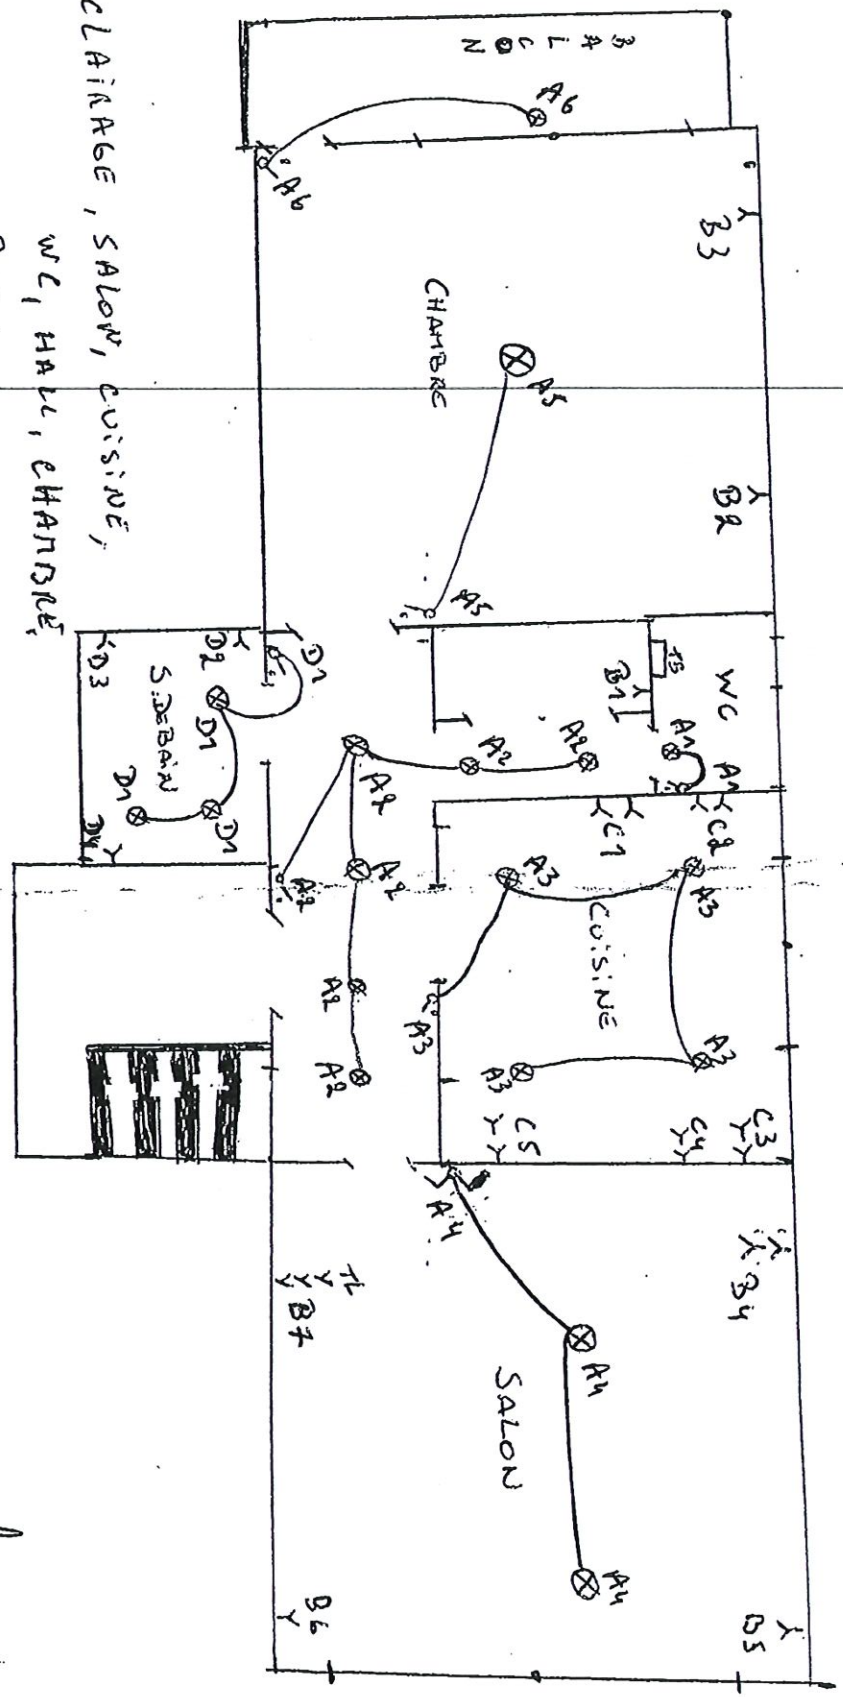 BALCON
A6
A6
B3
CHAMBRE
A5
B2
A5
WC
TB
B1
A1
A1
D1
D2
D3
S.DEBAIN
D1
D1
D1
D4
A2
A2
A2
A2
A2
A2
A2
C1
C2
A3
A3
CUISINE
A3
A3
A3
C5
C4
C3
A4
B4
TL
B7
A4
SALON
A4
B6
B5
CLAIRAGE, SALON, CUISINE,
WC, HALL, CHAMBRE,